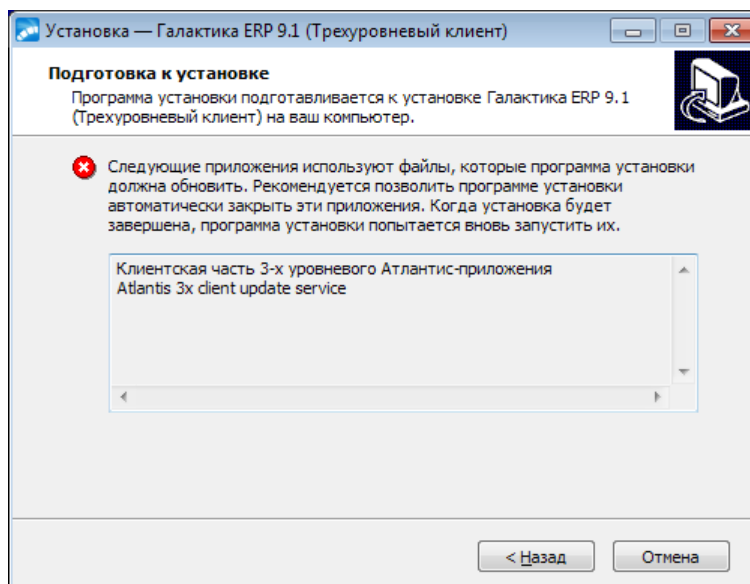 Установка — Галактика ERP 9.1 (Трехуровневый клиент)
Подготовка к установке
Программа установки подготавливается к установке Галактика ERP 9.1
(Трехуровневый клиент) на ваш компьютер.
Следующие приложения используют файлы, которые программа установки
должна обновить. Рекомендуется позволить программе установки
автоматически закрыть эти приложения. Когда установка будет
завершена, программа установки попытается вновь запустить их.
Клиентская часть 3-х уровневого Атлантис-приложения
Atlantis 3x client update service
< Назад
Отмена